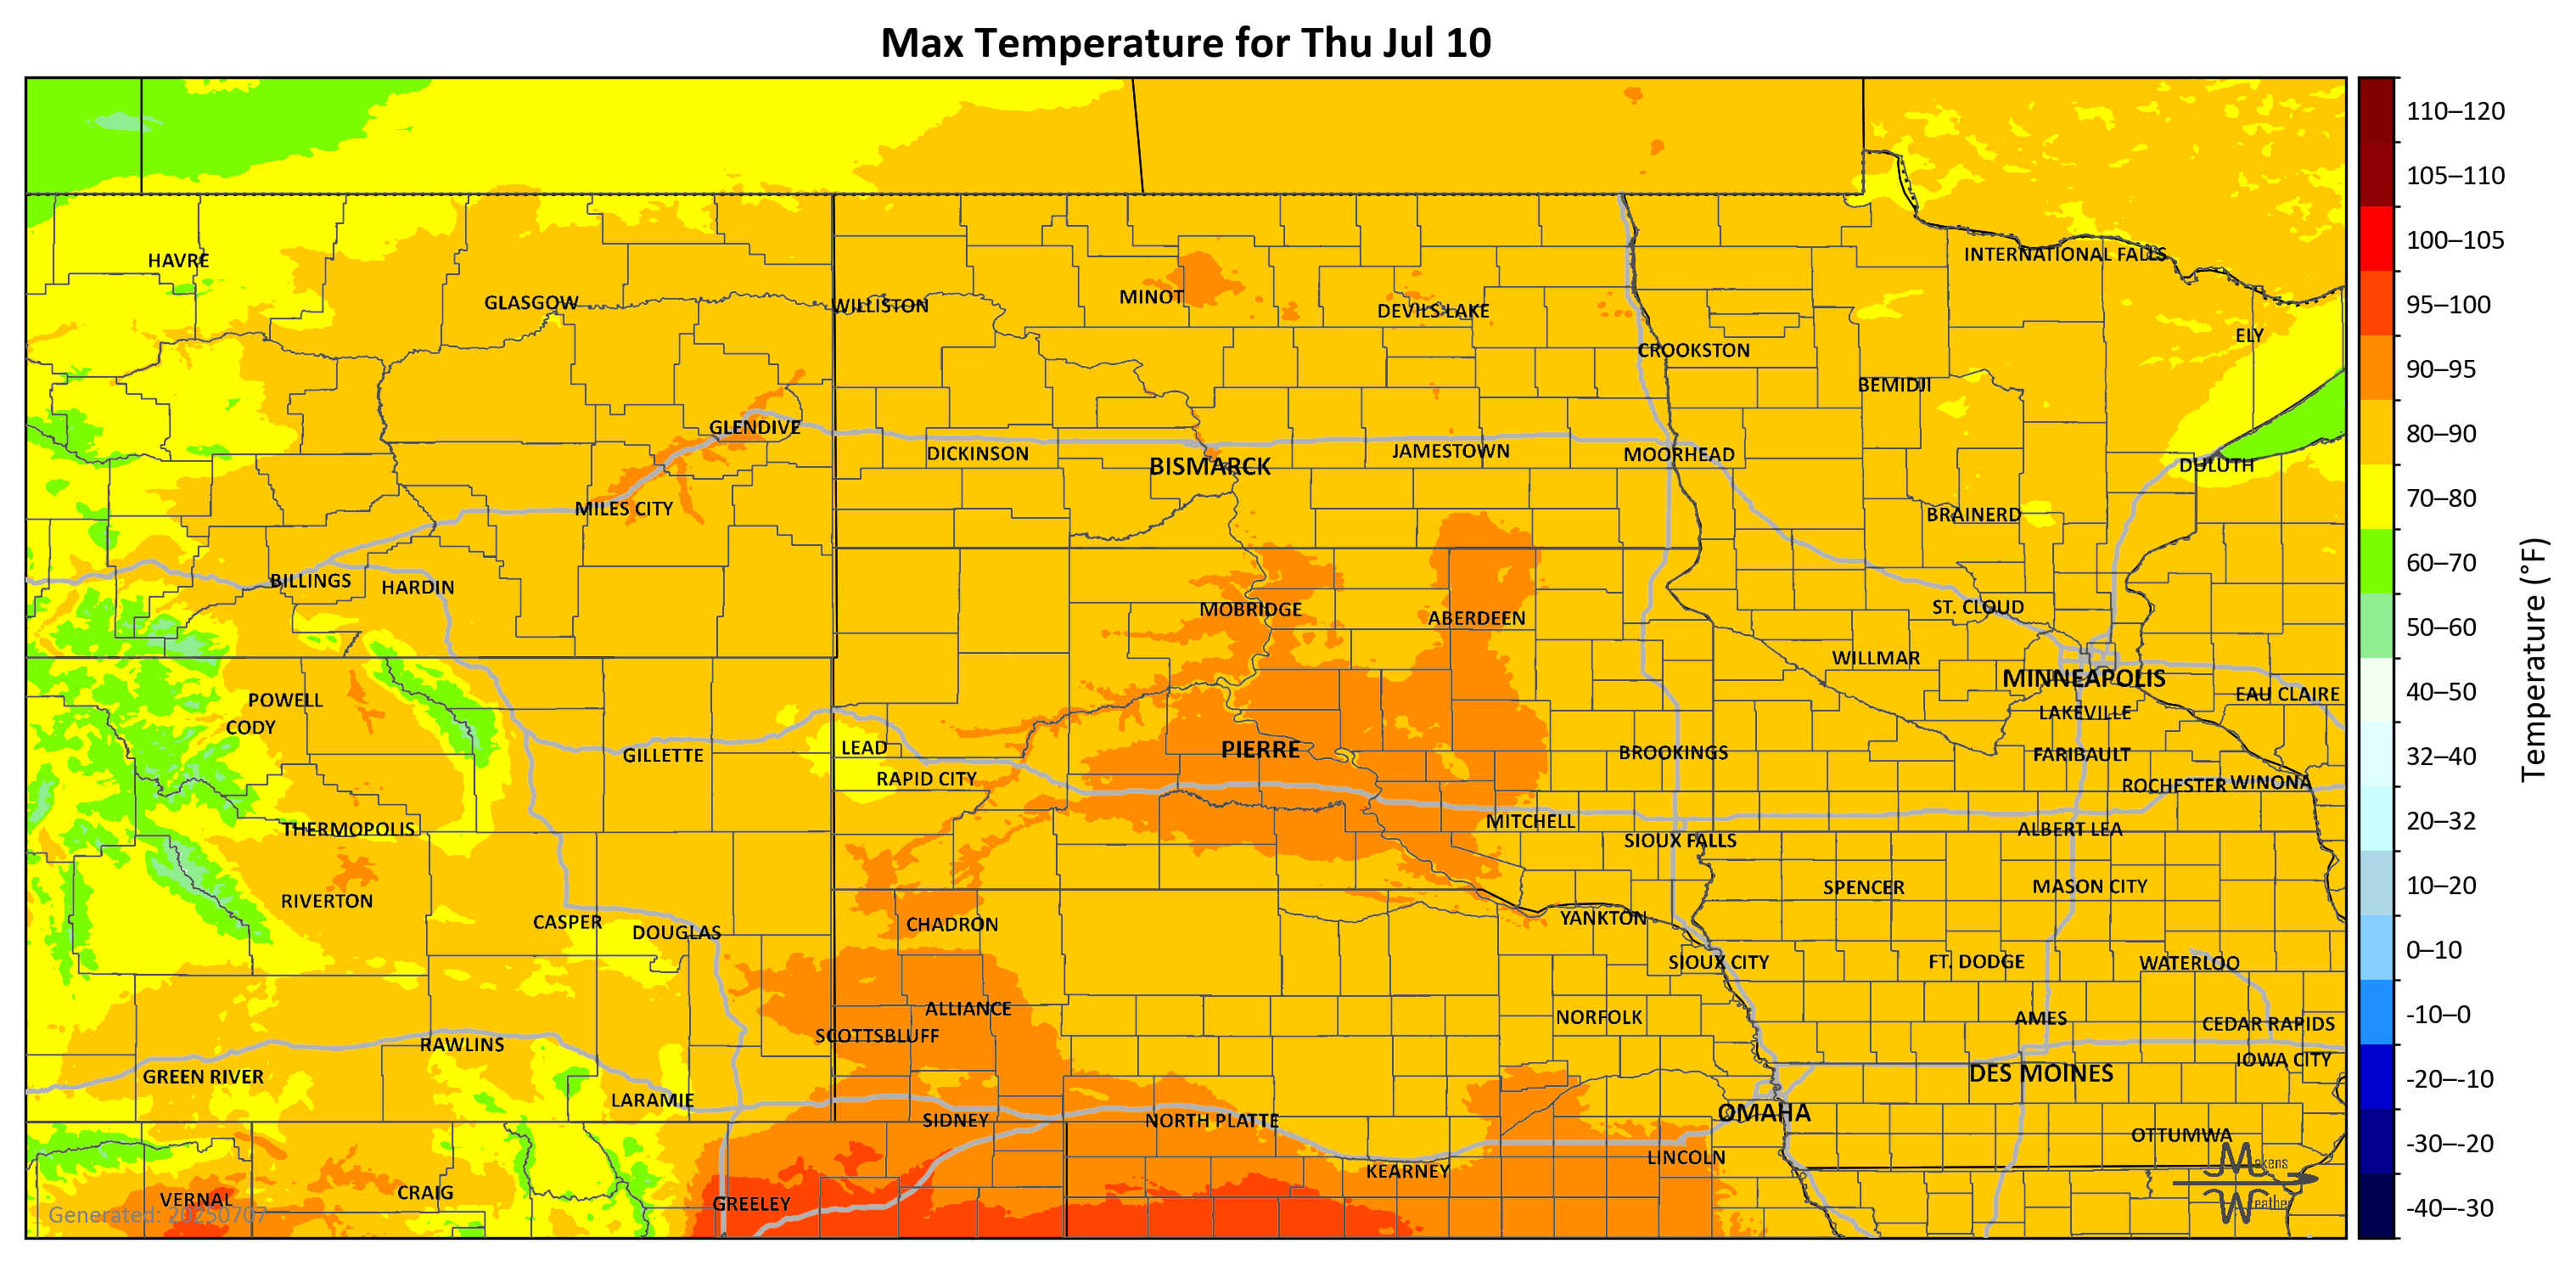 Max Temperature for Thu Jul 10
HAVRE
GLASGOW
WILLISTON
MINOT
DEVILS LAKE
CROOKSTON
INTERNATIONAL FALLS
ELY
BEMIDJI
GLENDIVE
DICKINSON
BISMARCK
JAMESTOWN
MOORHEAD
DULUTH
MILES CITY
BRAINERD
BILLINGS
HARDIN
MOBRIDGE
ABERDEEN
ST. CLOUD
WILLMAR
MINNEAPOLIS
EAU CLAIRE
POWELL
CODY
LAKEVILLE
GILLETTE
LEAD
PIERRE
BROOKINGS
FARIBAULT
RAPID CITY
ROCHESTER
WINONA
THERMOPOLIS
MITCHELL
SIOUX FALLS
ALBERT LEA
RIVERTON
SPENCER
MASON CITY
CASPER
DOUGLAS
CHADRON
YANKTON
SIOUX CITY
FT. DODGE
WATERLOO
ALLIANCE
SCOTTSBLUFF
NORFOLK
AMES
CEDAR RAPIDS
RAWLINS
IOWA CITY
GREEN RIVER
DES MOINES
LARAMIE
OMAHA
SIDNEY
NORTH PLATTE
OTTUMWA
LINCOLN
KEARNEY
VERNAL
CRAIG
GREELEY
Generated: 20250707
Makens
Weather
110–120
105–110
100–105
95–100
90–95
80–90
70–80
60–70
50–60
40–50
32–40
20–32
10–20
0–10
-10–0
-20–-10
-30–-20
-40–-30
Temperature (°F)